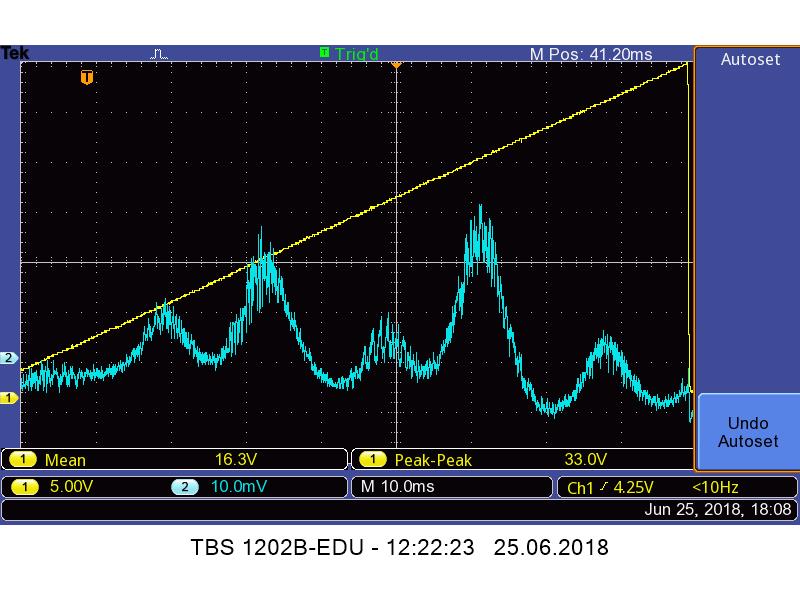 Tek
T Trig'd
M Pos: 41.20ms
Autoset
T
2
1
Undo
Autoset
1 Mean 16.3V
1 Peak-Peak 33.0V
1 5.00V
2 10.0mV
M 10.0ms
Ch1 4.25V <10Hz
Jun 25, 2018, 18:08
TBS 1202B-EDU - 12:22:23 25.06.2018